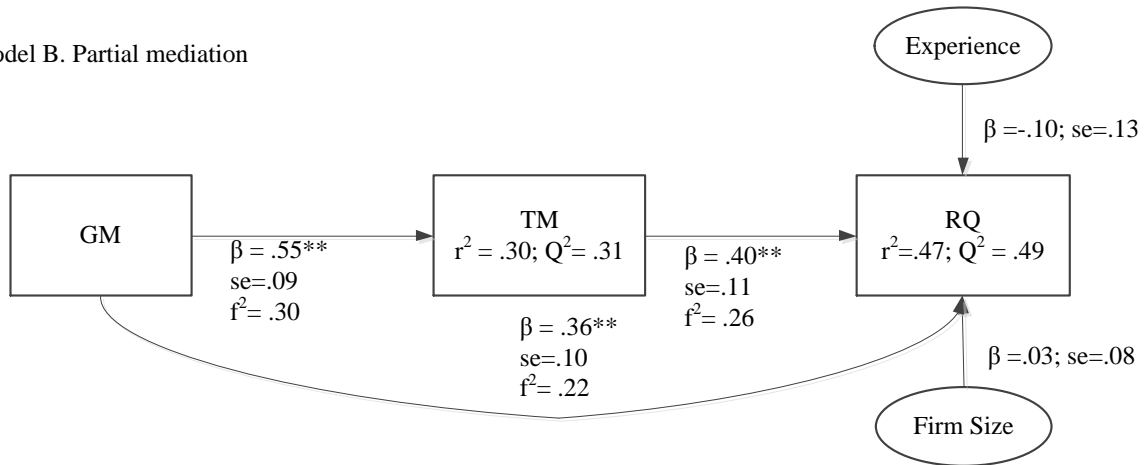 odel B. Partial mediation
Experience
β =-.10; se=.13
GM
TM
r² = .30; Q²= .31
RQ
r²=.47; Q² = .49
β = .55**
se=.09
f²= .30
β = .40**
se=.11
f²= .26
β = .36**
se=.10
f²= .22
β =.03; se=.08
Firm Size